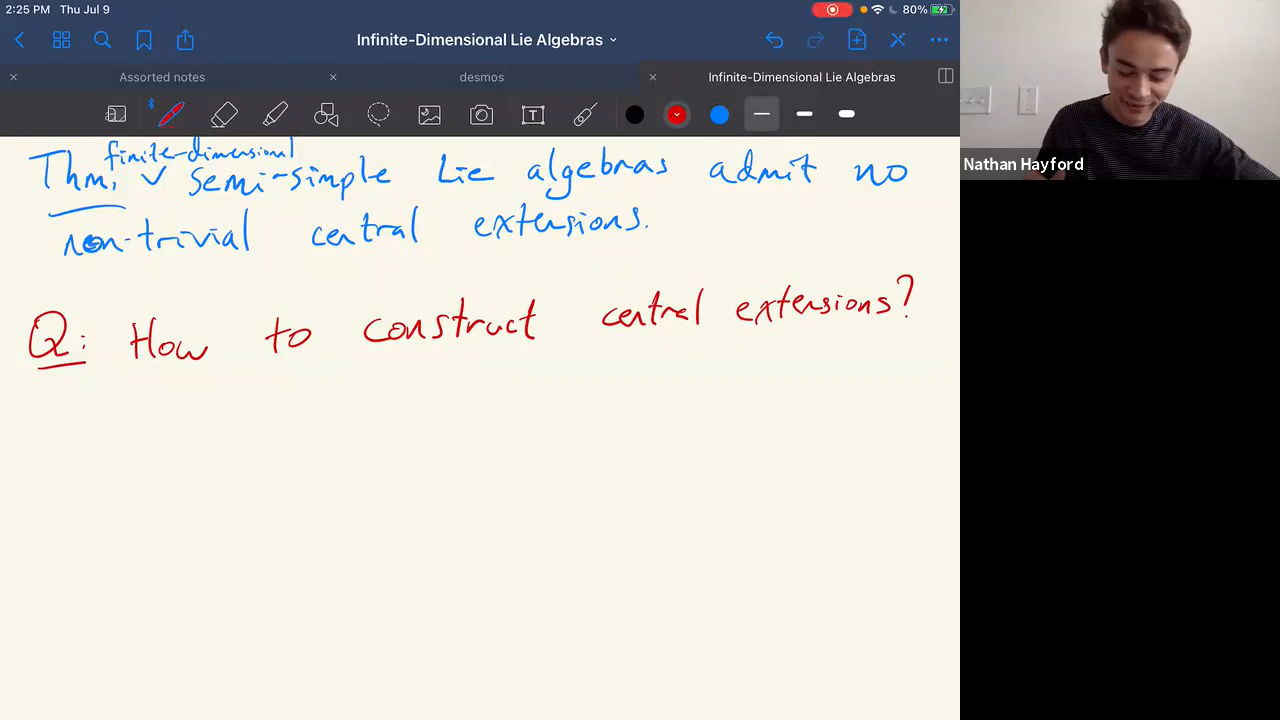 2:25 PM Thu Jul 9
80%
Infinite-Dimensional Lie Algebras
Assorted notes
desmos
Infinite-Dimensional Lie Algebras
Nathan Hayford
finite-dimensional
Thm. ∨ semi-simple Lie algebras admit no
non-trivial central extensions.
Q: How to construct central extensions?